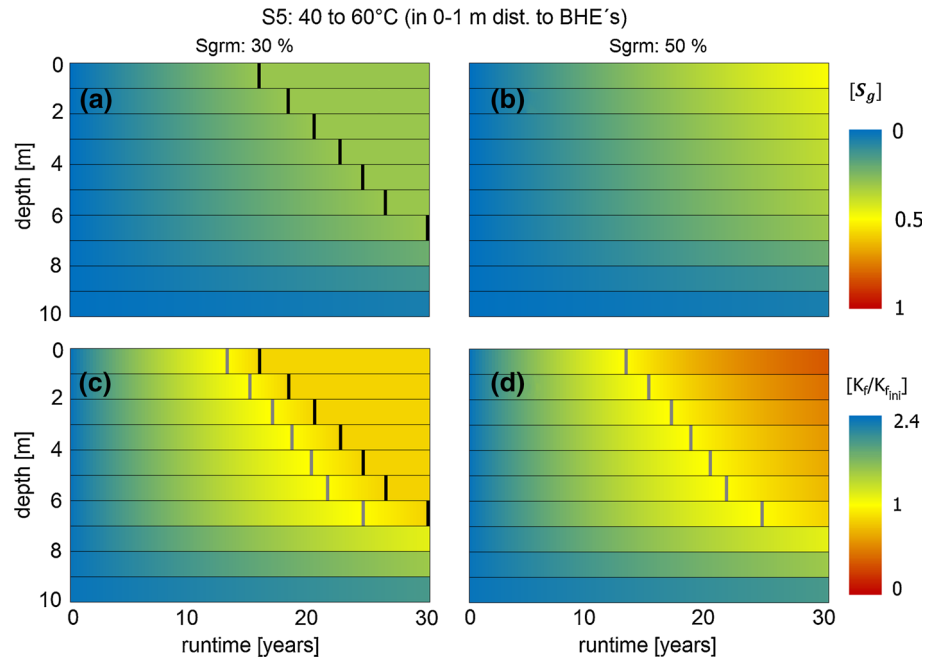 S5: 40 to 60°C (in 0-1 m dist. to BHE´s)
Sgrm: 30 %
Sgrm: 50 %
0
2
4
6
8
10
depth [m]
(a)
(b)
[Sg]
0
0.5
1
0
2
4
6
8
10
depth [m]
(c)
(d)
[Kf/Kfini]
2.4
1
0
0
10
20
30
runtime [years]
0
10
20
30
runtime [years]